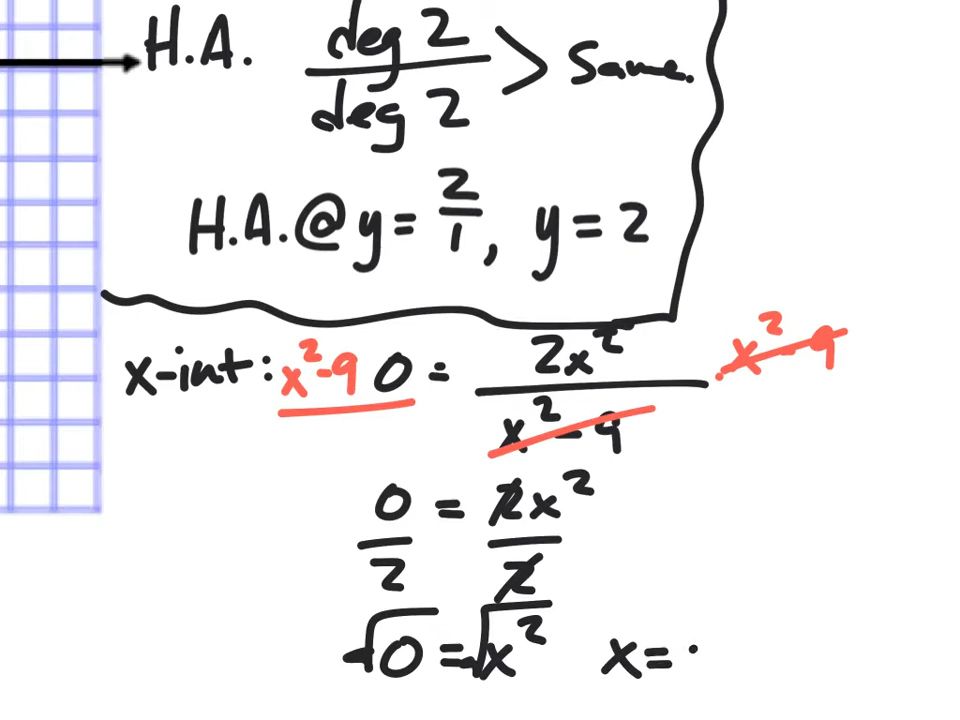 H.A. deg 2 / deg 2 > Same.
H.A.@ y = 2/1, y = 2
x-int: x²-9 0 = 2x² / x²-9 x²-9
0/2 = 2x²/2
√0 = √x² x = .